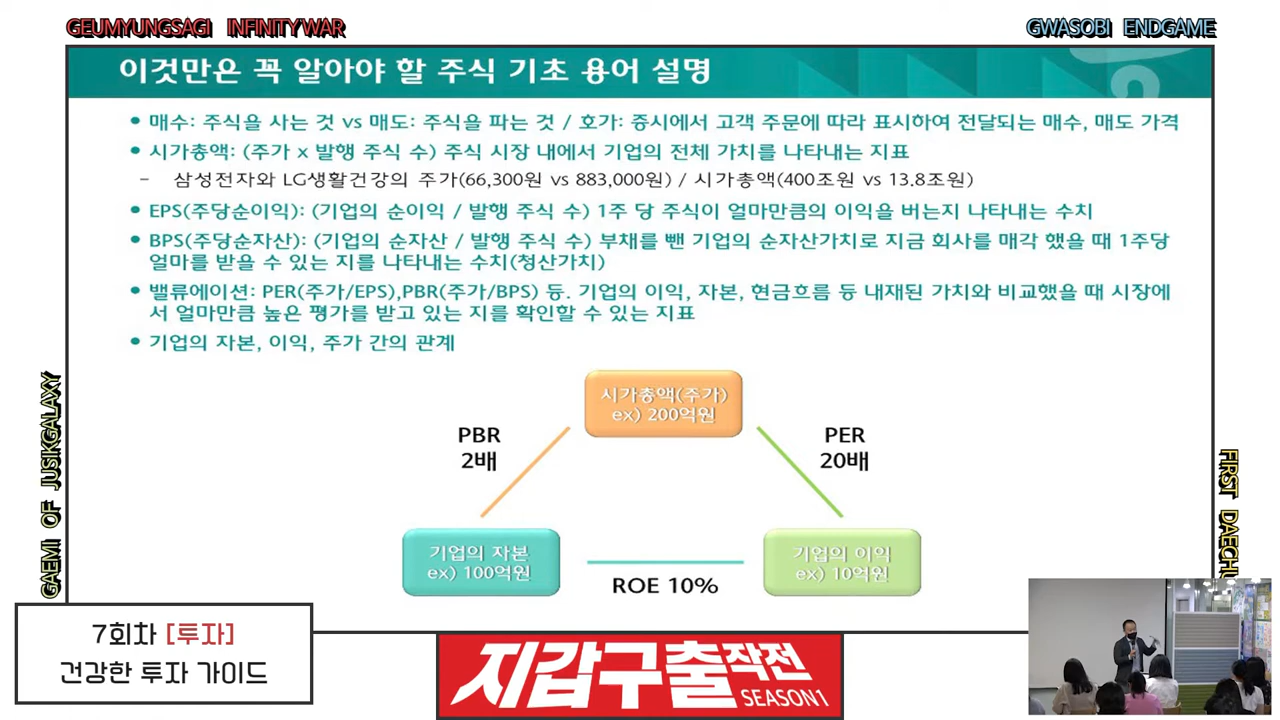 GEUMYUNGSAGI INFINITY WAR
GWASOBI ENDGAME
이것만은 꼭 알아야 할 주식 기초 용어 설명
• 매수: 주식을 사는 것 vs 매도: 주식을 파는 것 / 호가: 증시에서 고객 주문에 따라 표시하여 전달되는 매수, 매도 가격
• 시가총액: (주가 x 발행 주식 수) 주식 시장 내에서 기업의 전체 가치를 나타내는 지표
– 삼성전자와 LG생활건강의 주가(66,300원 vs 883,000원) / 시가총액(400조원 vs 13.8조원)
• EPS(주당순이익): (기업의 순이익 / 발행 주식 수) 1주 당 주식이 얼마만큼의 이익을 버는지 나타내는 수치
• BPS(주당순자산): (기업의 순자산 / 발행 주식 수) 부채를 뺀 기업의 순자산가치로 지금 회사를 매각 했을 때 1주당
얼마를 받을 수 있는 지를 나타내는 수치(청산가치)
• 밸류에이션: PER(주가/EPS),PBR(주가/BPS) 등. 기업의 이익, 자본, 현금흐름 등 내재된 가치와 비교했을 때 시장에
서 얼마만큼 높은 평가를 받고 있는 지를 확인할 수 있는 지표
• 기업의 자본, 이익, 주가 간의 관계
시가총액(주가)
ex) 200억원
PBR
2배
PER
20배
기업의 자본
ex) 100억원
ROE 10%
기업의 이익
ex) 10억원
GAEMI OF JUSIKGALAXY
FIRST
7회차 [투자]
건강한 투자 가이드
지갑구출작전
SEASON1